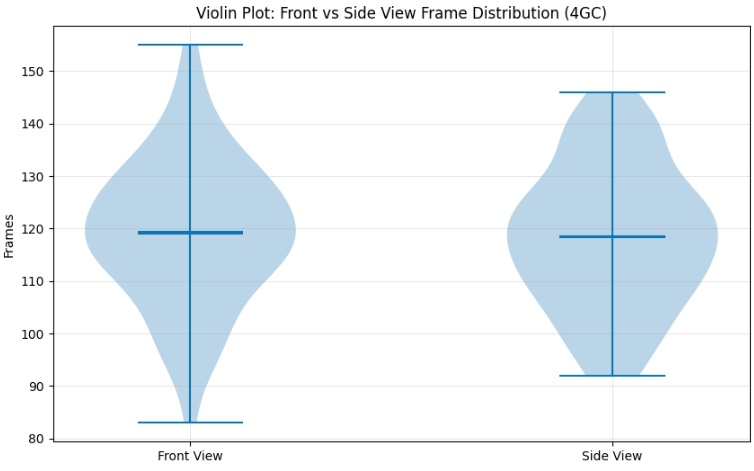 Violin Plot: Front vs Side View Frame Distribution (4GC)
Frames
150
140
130
120
110
100
90
80
Front View
Side View